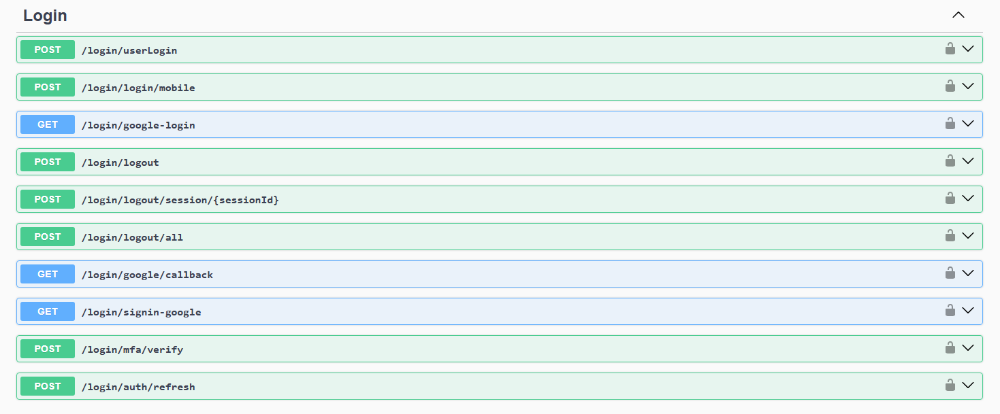 Login
POST /login/userLogin
POST /login/login/mobile
GET /login/google-login
POST /login/logout
POST /login/logout/session/{sessionId}
POST /login/logout/all
GET /login/google/callback
GET /login/signin-google
POST /login/mfa/verify
POST /login/auth/refresh